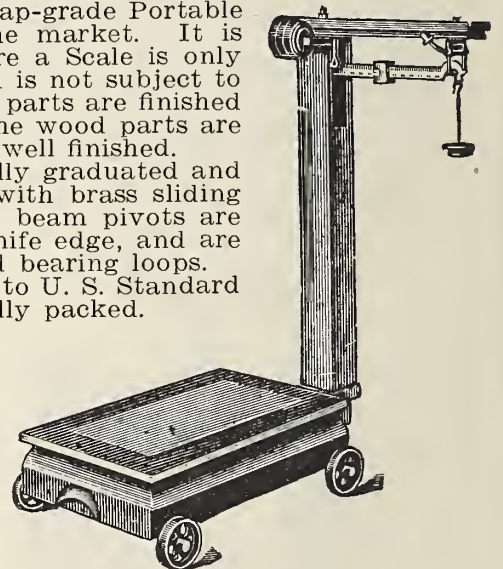 ap-grade Portable
e market. It is
re a Scale is only
is not subject to
parts are finished
ne wood parts are
well finished.
lly graduated and
with brass sliding
beam pivots are
nife edge, and are
d bearing loops.
to U. S. Standard
lly packed.